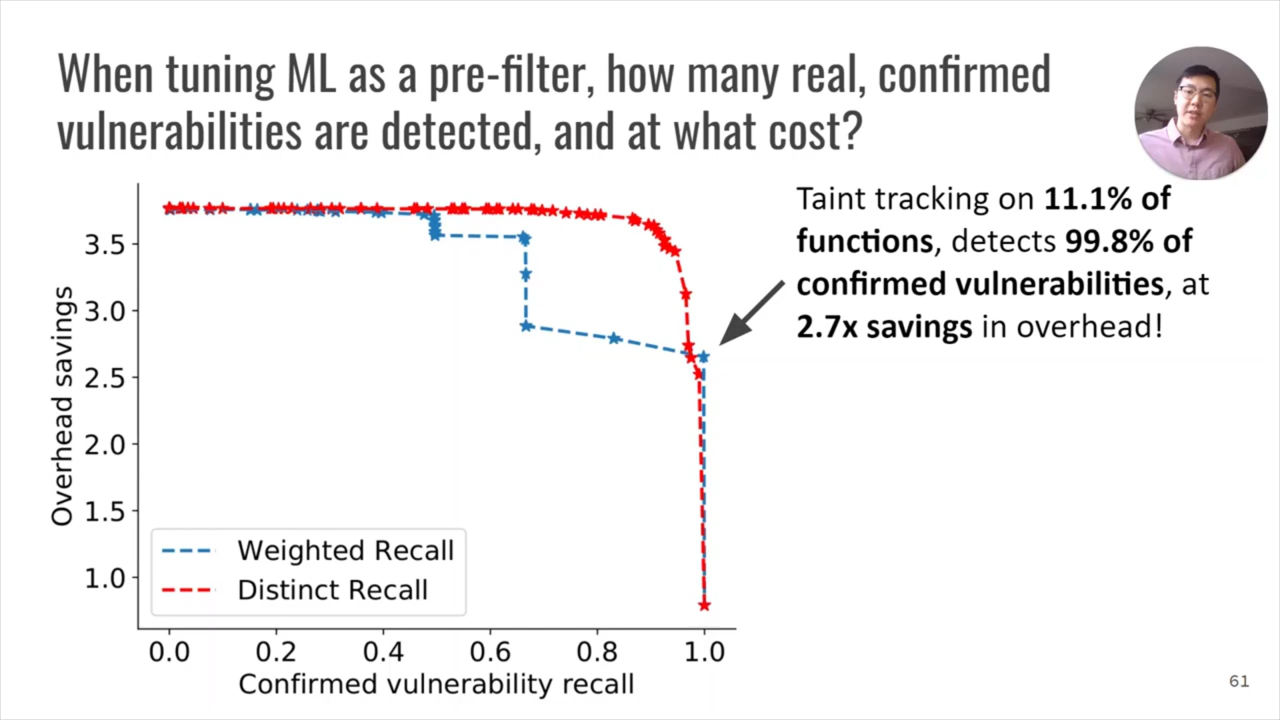 When tuning ML as a pre-filter, how many real, confirmed
vulnerabilities are detected, and at what cost?
Taint tracking on 11.1% of
functions, detects 99.8% of
confirmed vulnerabilities, at
2.7x savings in overhead!
Overhead savings
3.5
3.0
2.5
2.0
1.5
1.0
Weighted Recall
Distinct Recall
0.0 0.2 0.4 0.6 0.8 1.0
Confirmed vulnerability recall
61